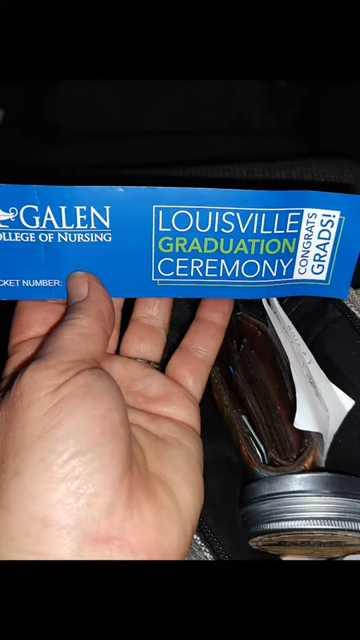 GALEN
OLLEGE OF NURSING
CKET NUMBER:
LOUISVILLE
GRADUATION
CEREMONY
CONGRATS
GRADS!